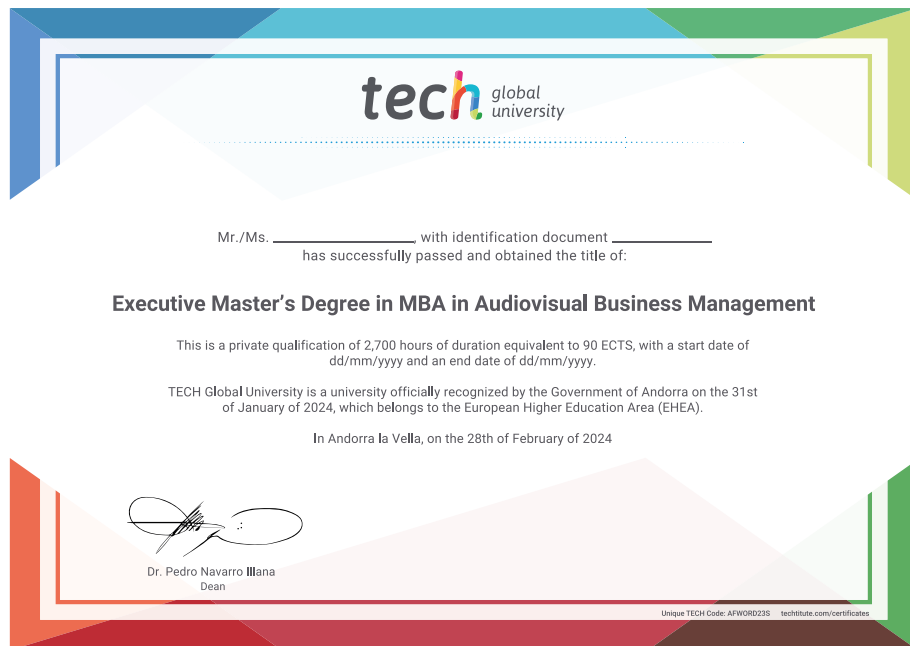 tech global
university
Mr./Ms. ________________, with identification document ____________
has successfully passed and obtained the title of:
Executive Master's Degree in MBA in Audiovisual Business Management
This is a private qualification of 2,700 hours of duration equivalent to 90 ECTS, with a start date of
dd/mm/yyyy and an end date of dd/mm/yyyy.
TECH Global University is a university officially recognized by the Government of Andorra on the 31st
of January of 2024, which belongs to the European Higher Education Area (EHEA).
In Andorra la Vella, on the 28th of February of 2024
Dr. Pedro Navarro Illana
Dean
Unique TECH Code: AFWORD23S techtitute.com/certificates